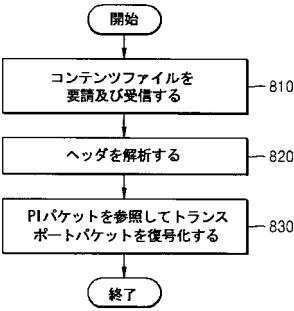 開始
コンテンツファイルを
要請及び受信する
810
ヘッダを解析する
820
PIパケットを参照してトランス
ポートパケットを復号化する
830
終了